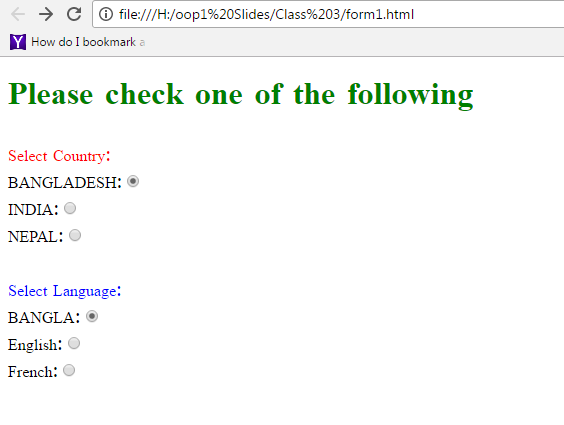 file:///H:/oop1%20Slides/Class%203/form1.html
How do I bookmark a
Please check one of the following
Select Country:
BANGLADESH:
INDIA:
NEPAL:
Select Language:
BANGLA:
English:
French: